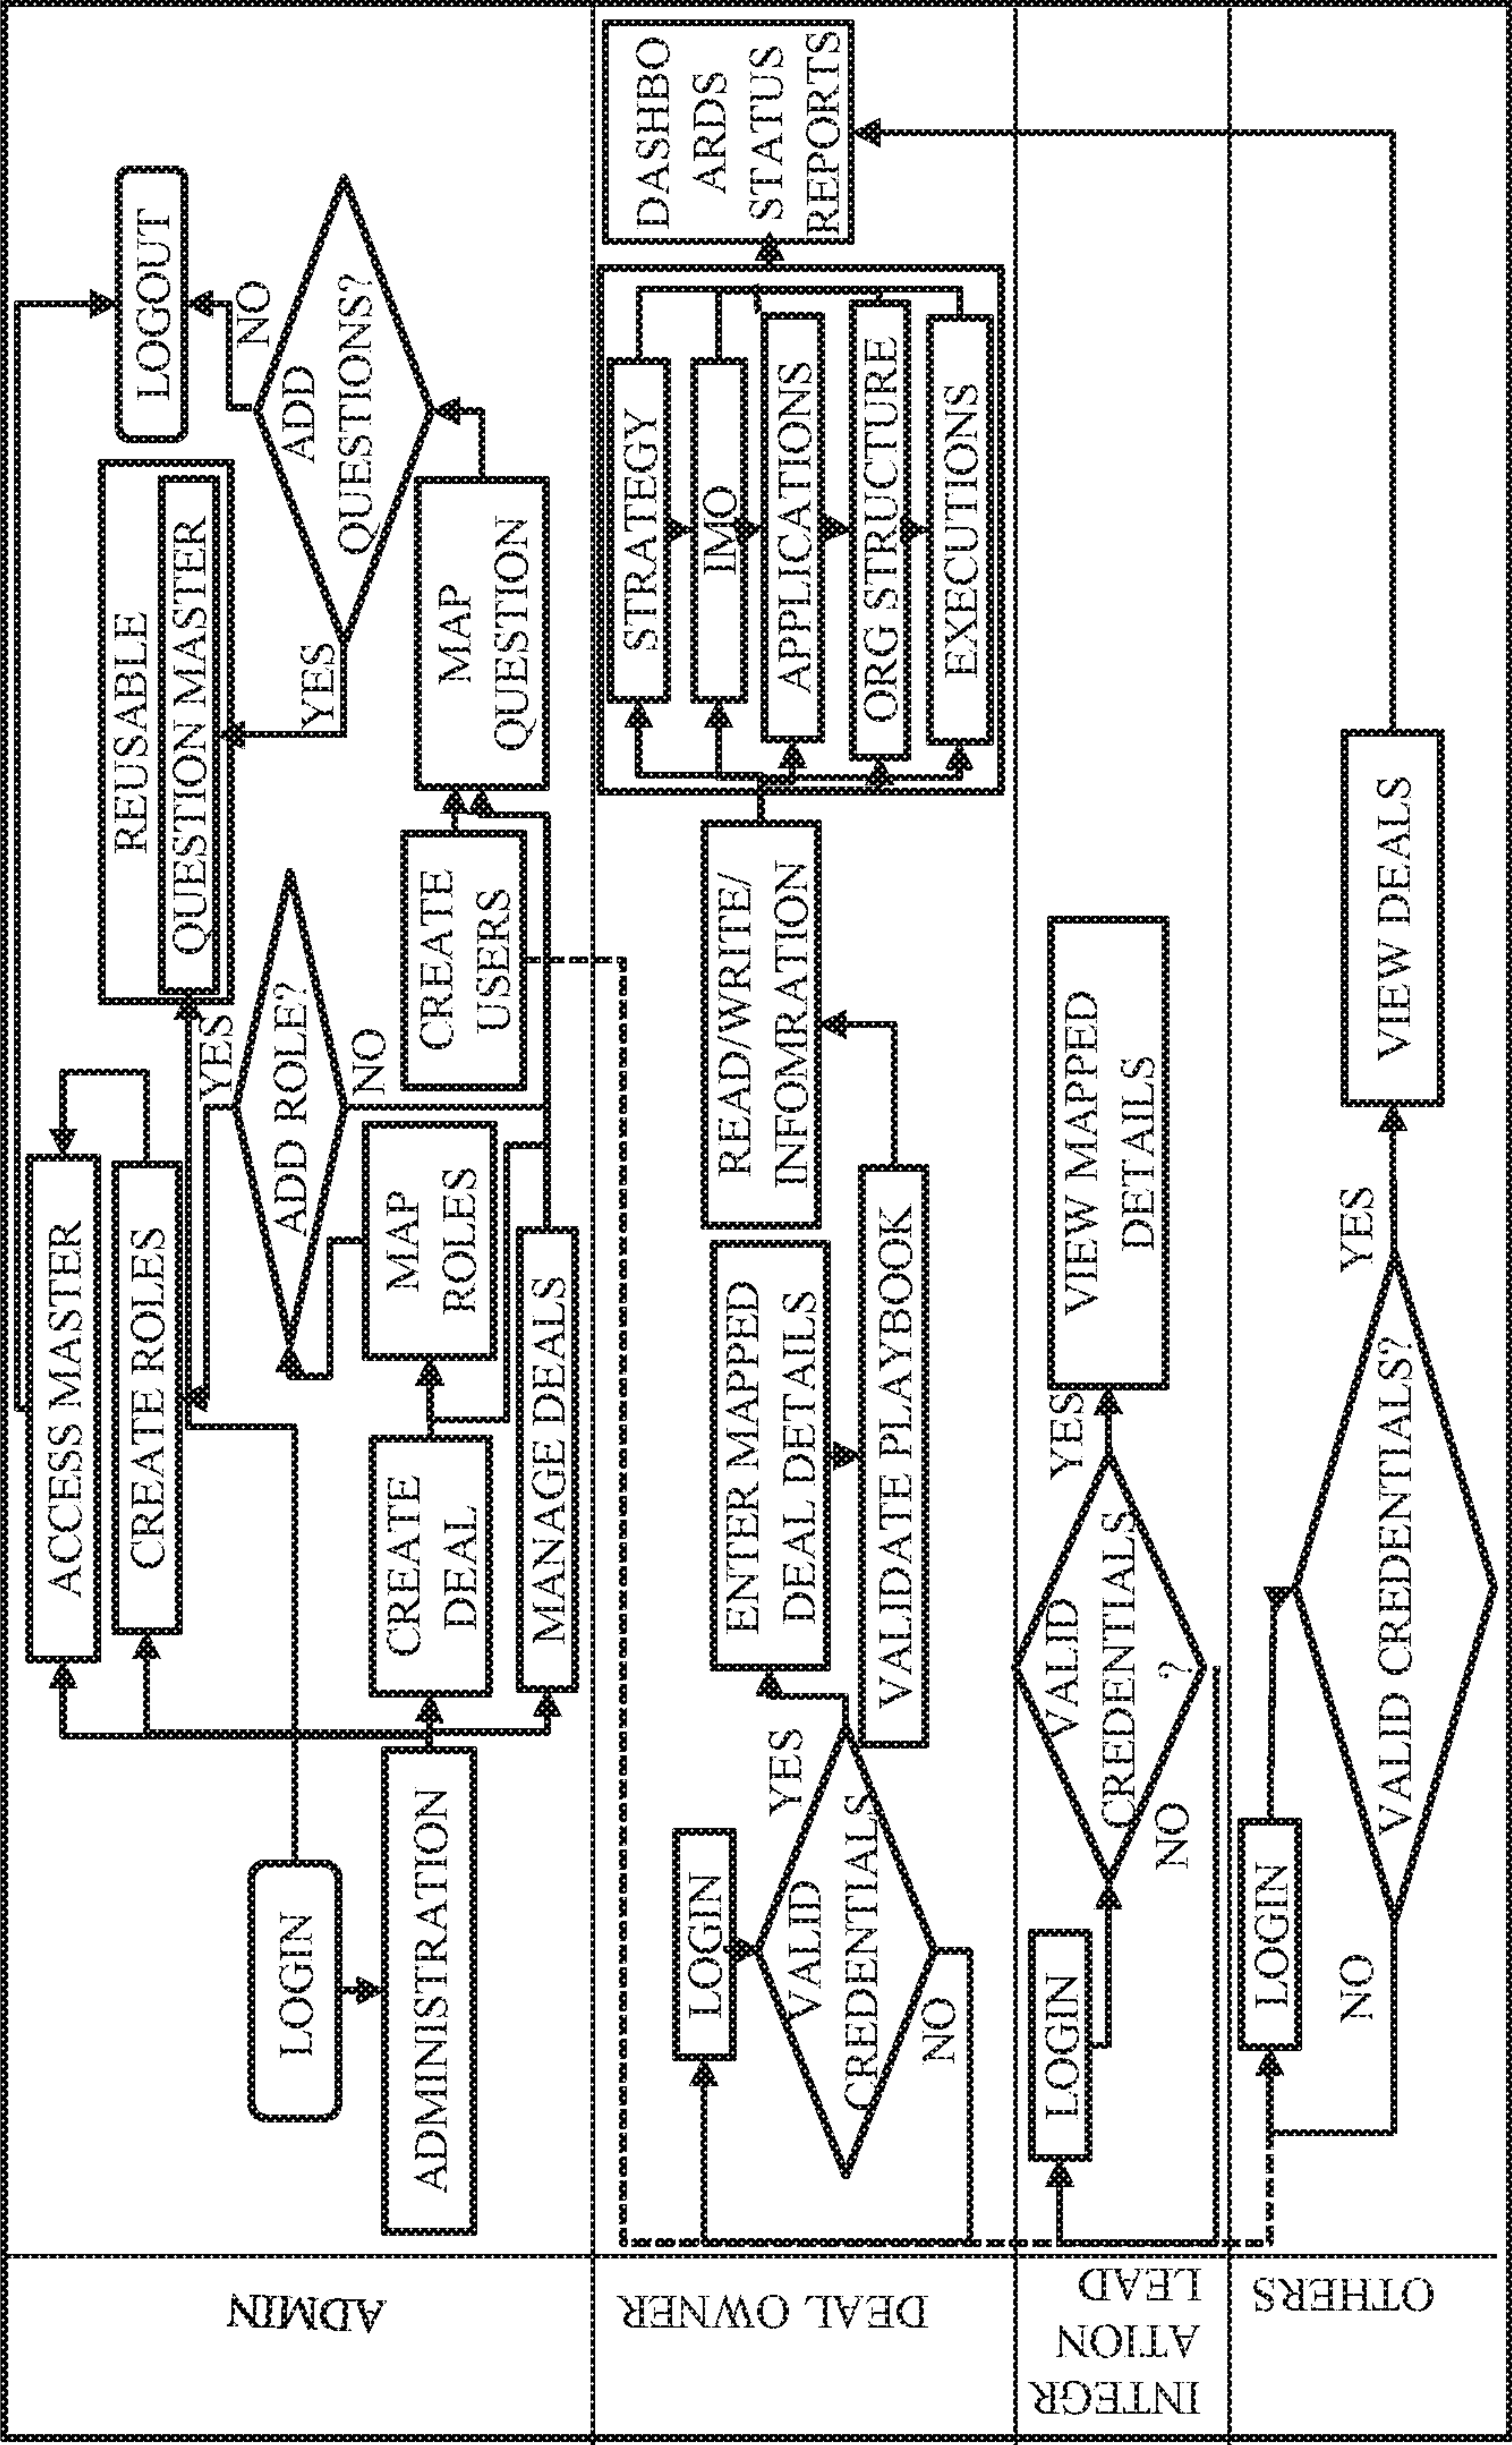 ADMIN
LOGIN
ADMINISTRATION
ACCESS MASTER
CREATE ROLES
CREATE
DEAL
MANAGE DEALS
MAP
ROLES
ADD ROLE?
YES
NO
CREATE
USERS
REUSABLE
QUESTION MASTER
MAP
QUESTION
YES
ADD
QUESTIONS?
NO
LOGOUT
DEAL OWNER
LOGIN
VALID
CREDENTIALS
NO
YES
ENTER MAPPED
DEAL DETAILS
VALIDATE PLAYBOOK
READ/WRITE/
INFOMRATION
STRATEGY
IMO
APPLICATIONS
ORG STRUCTURE
EXECUTIONS
DASHBO
ARDS
STATUS
REPORTS
INTEGR
ATION
LEAD
LOGIN
VALID
CREDENTIALS
?
NO
YES
VIEW MAPPED
DETAILS
OTHERS
LOGIN
NO
VALID CREDENTIALS?
YES
VIEW DEALS